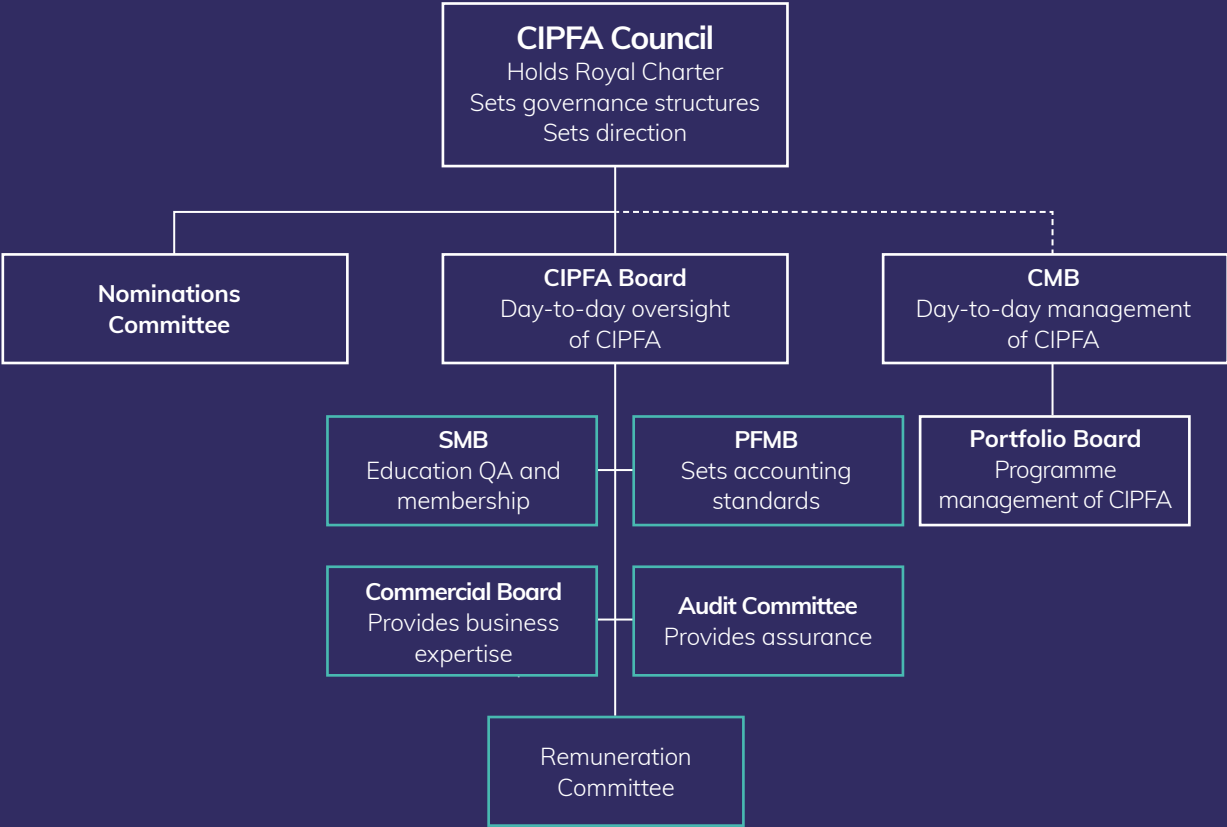 CIPFA Council
Holds Royal Charter
Sets governance structures
Sets direction
Nominations
Committee
CIPFA Board
Day-to-day oversight
of CIPFA
CMB
Day-to-day management
of CIPFA
SMB
Education QA and
membership
PFMB
Sets accounting
standards
Portfolio Board
Programme
management of CIPFA
Commercial Board
Provides business
expertise
Audit Committee
Provides assurance
Remuneration
Committee